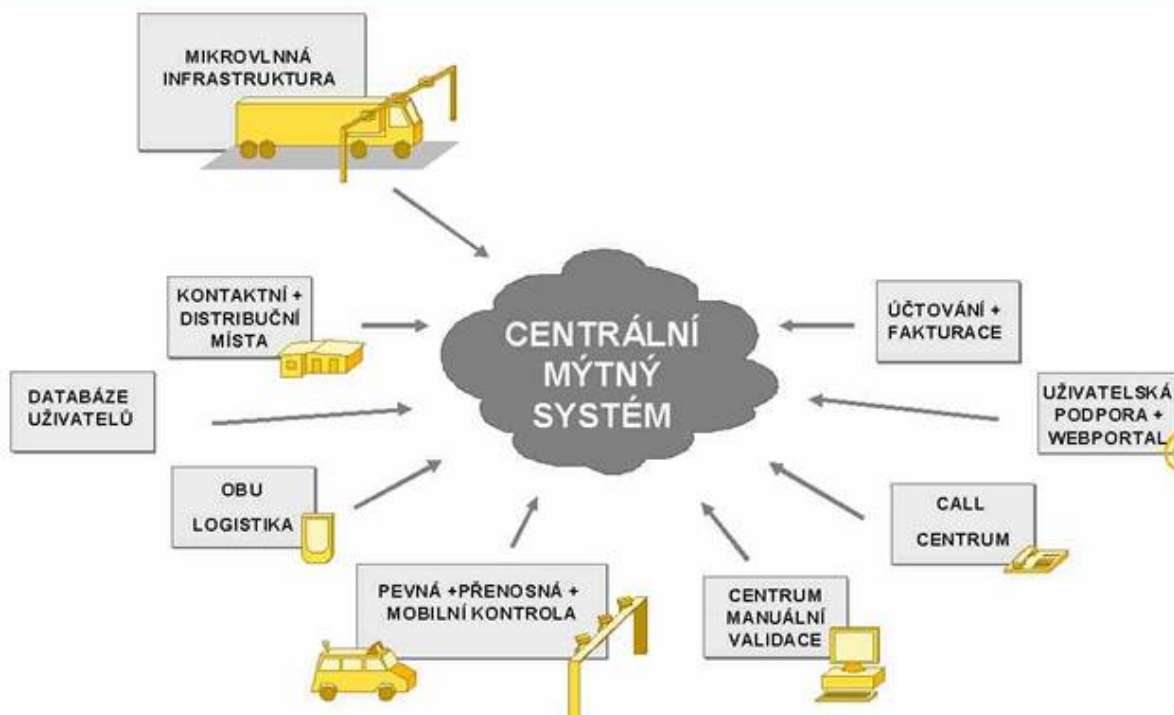 MIKROVLNNÁ
INFRASTRUKTURA
KONTAKTNÍ +
DISTRIBUČNÍ
MÍSTA
CENTRÁLNÍ
MÝTNÝ
SYSTÉM
ÚČTOVÁNÍ +
FAKTURACE
DATABÁZE
UŽIVATELŮ
UŽIVATELSKÁ
PODPORA +
WEBPORTAL
OBU
LOGISTIKA
CALL
CENTRUM
PEVNÁ +PŘENOSNÁ +
MOBILNÍ KONTROLA
CENTRUM
MANUÁLNÍ
VALIDACE